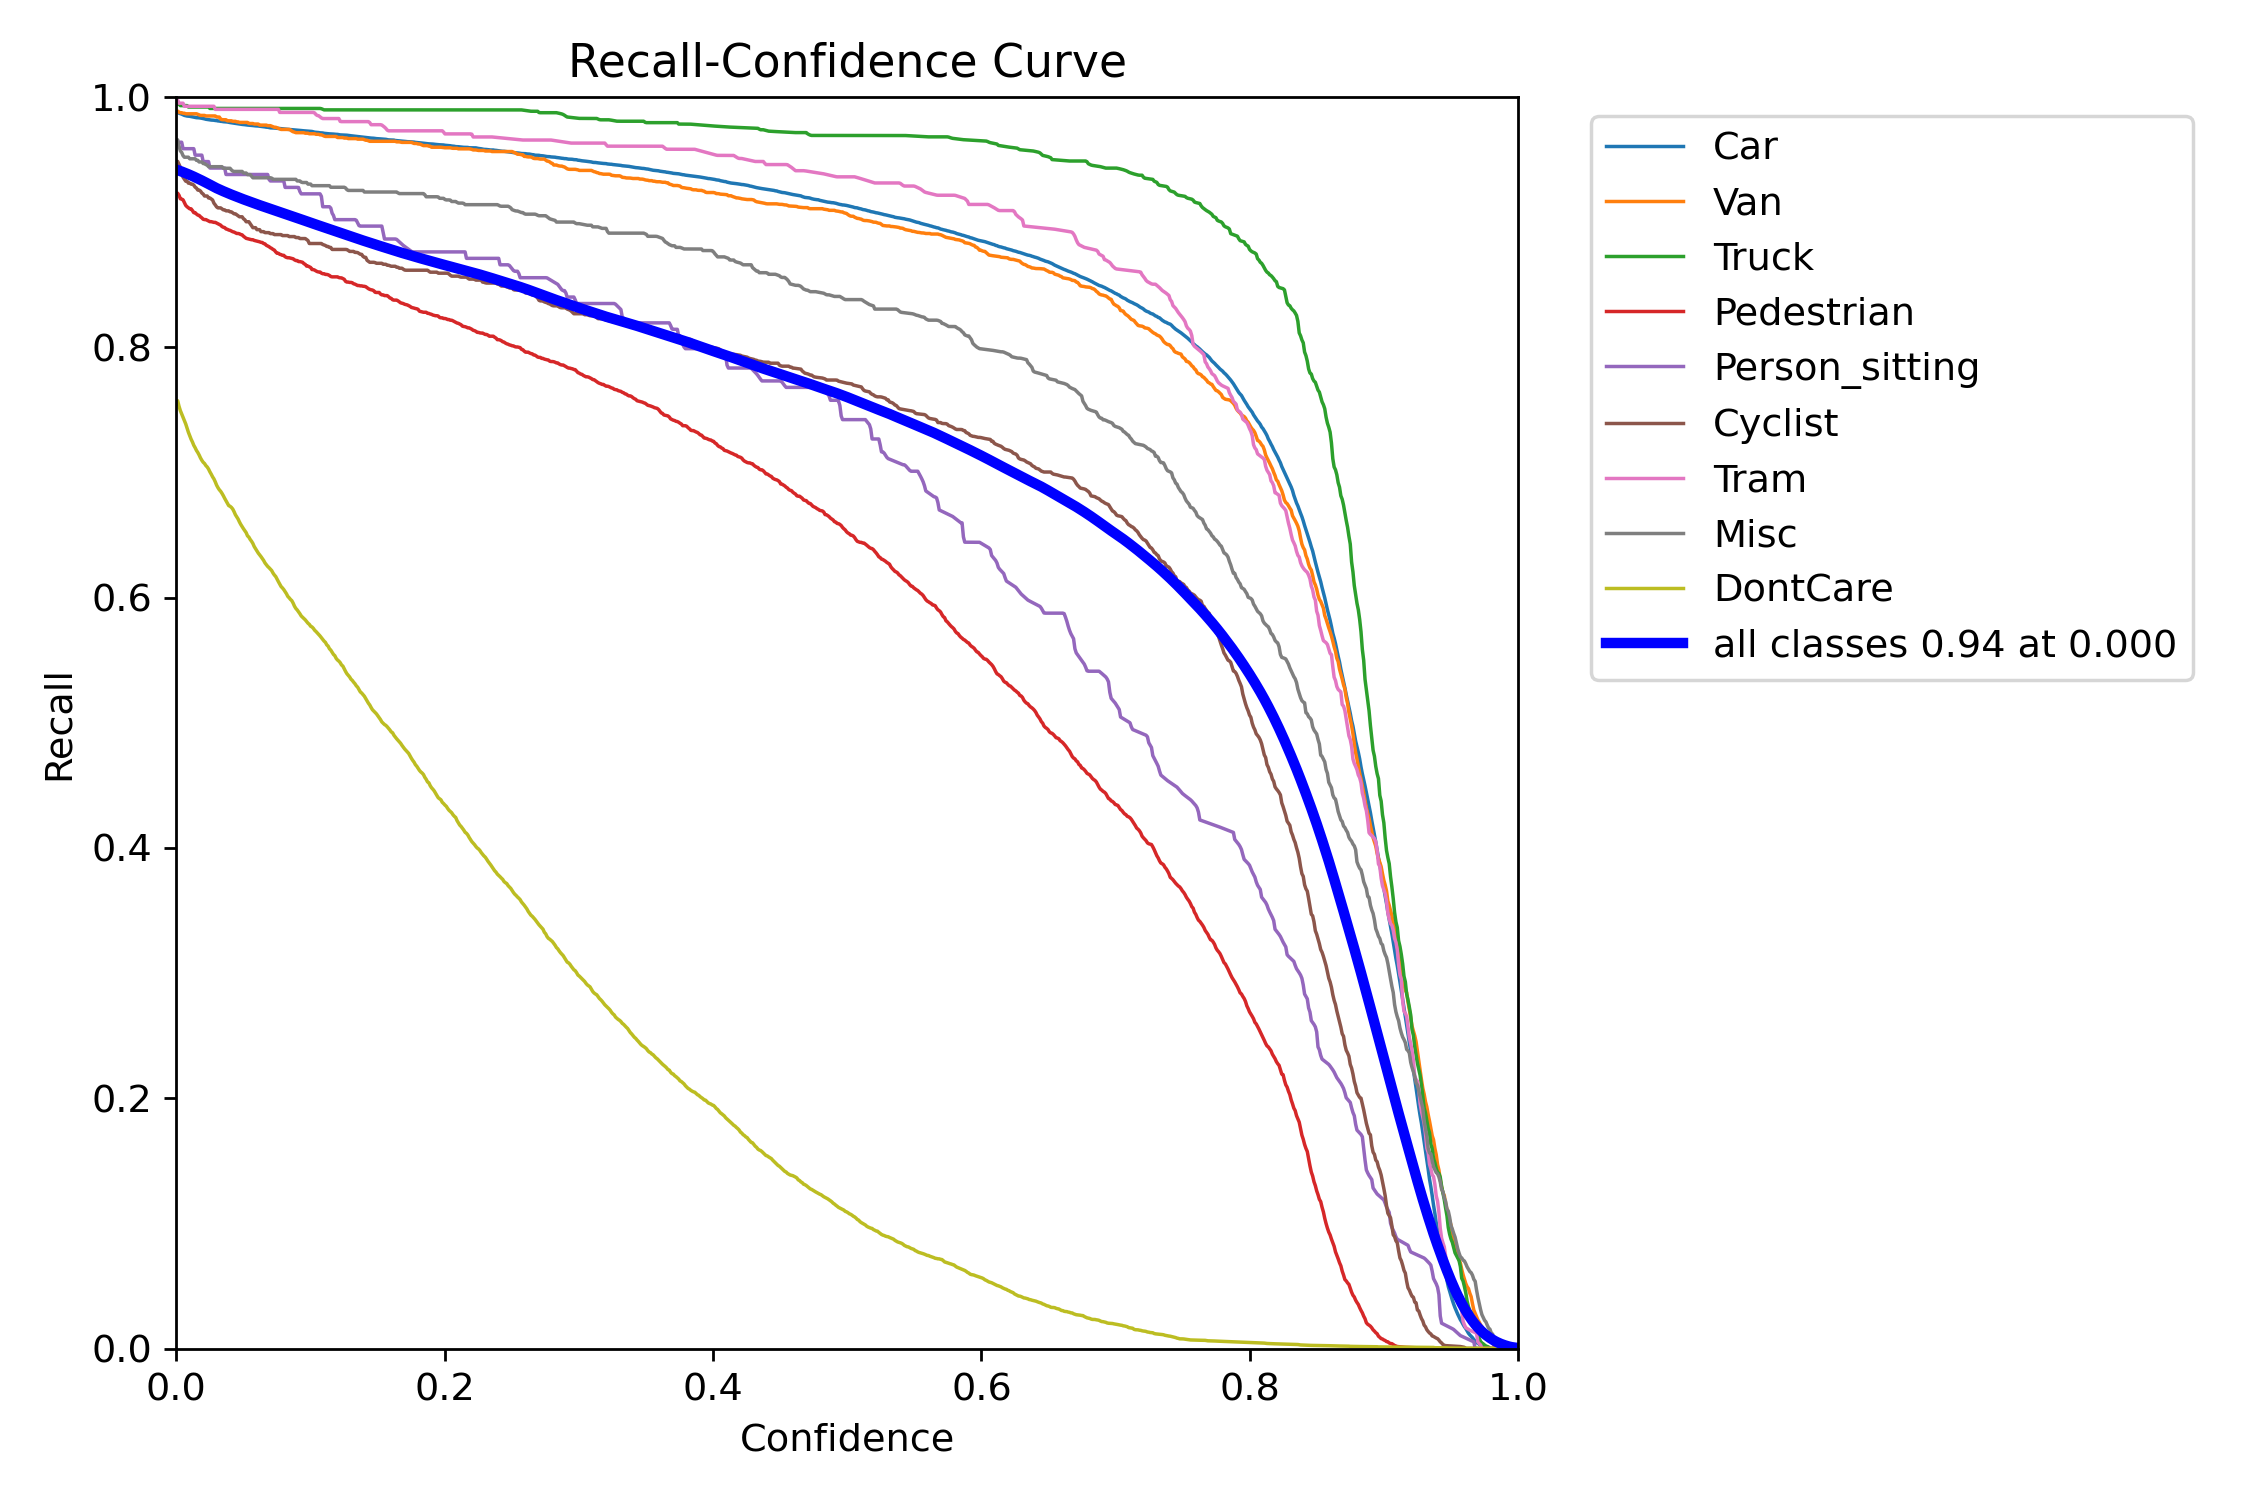 Recall-Confidence Curve
1.0
0.8
0.6
0.4
0.2
0.0
Recall
0.0 0.2 0.4 0.6 0.8 1.0
Confidence
Car
Van
Truck
Pedestrian
Person_sitting
Cyclist
Tram
Misc
DontCare
all classes 0.94 at 0.000